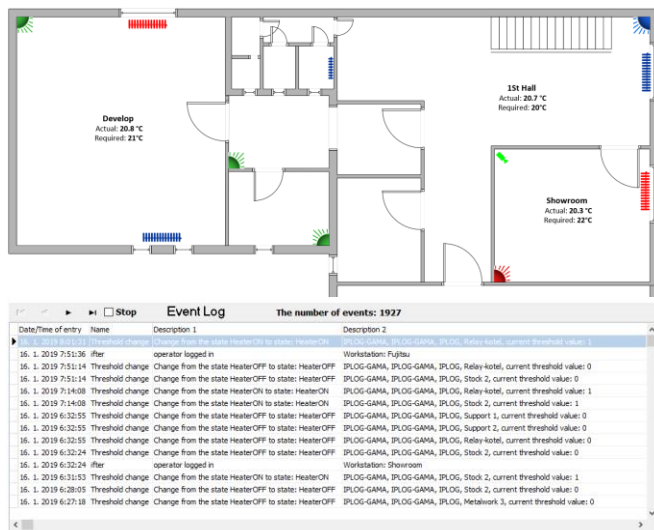 1St Hall
Actual: 20.7 °C
Required: 20°C
Develop
Actual: 20.8 °C
Required: 21°C
Showroom
Actual: 20.3 °C
Required: 22°C
Stop Event Log The number of events: 1927
Date/Time of entry Name Description 1 Description 2
16. 1. 2019 8:01:31 Threshold change Change from the state HeaterON to state: HeaterON IPLOG-GAMA, IPLOG-GAMA, IPLOG, Relay-kotel, current threshold value: 1
16. 1. 2019 7:51:36 ifter operator logged in Workstation: Fujitsu
16. 1. 2019 7:51:14 Threshold change Change from the state HeaterOFF to state: HeaterOFF IPLOG-GAMA, IPLOG-GAMA, IPLOG, Relay-kotel, current threshold value: 0
16. 1. 2019 7:51:14 Threshold change Change from the state HeaterOFF to state: HeaterOFF IPLOG-GAMA, IPLOG-GAMA, IPLOG, Stock 2, current threshold value: 0
16. 1. 2019 7:14:08 Threshold change Change from the state HeaterON to state: HeaterON IPLOG-GAMA, IPLOG-GAMA, IPLOG, Relay-kotel, current threshold value: 1
16. 1. 2019 7:14:08 Threshold change Change from the state HeaterON to state: HeaterON IPLOG-GAMA, IPLOG-GAMA, IPLOG, Stock 2, current threshold value: 1
16. 1. 2019 6:32:55 Threshold change Change from the state HeaterOFF to state: HeaterOFF IPLOG-GAMA, IPLOG-GAMA, IPLOG, Support 1, current threshold value: 0
16. 1. 2019 6:32:55 Threshold change Change from the state HeaterOFF to state: HeaterOFF IPLOG-GAMA, IPLOG-GAMA, IPLOG, Support 2, current threshold value: 0
16. 1. 2019 6:32:55 Threshold change Change from the state HeaterOFF to state: HeaterOFF IPLOG-GAMA, IPLOG-GAMA, IPLOG, Relay-kotel, current threshold value: 0
16. 1. 2019 6:32:24 Threshold change Change from the state HeaterOFF to state: HeaterOFF IPLOG-GAMA, IPLOG-GAMA, IPLOG, Stock 2, current threshold value: 0
16. 1. 2019 6:32:24 ifter operator logged in Workstation: Showroom
16. 1. 2019 6:31:53 Threshold change Change from the state HeaterON to state: HeaterON IPLOG-GAMA, IPLOG-GAMA, IPLOG, Stock 2, current threshold value: 1
16. 1. 2019 6:28:05 Threshold change Change from the state HeaterOFF to state: HeaterOFF IPLOG-GAMA, IPLOG-GAMA, IPLOG, Stock 2, current threshold value: 0
16. 1. 2019 6:27:18 Threshold change Change from the state HeaterOFF to state: HeaterOFF IPLOG-GAMA, IPLOG-GAMA, IPLOG, Metalwork 3, current threshold value: 0